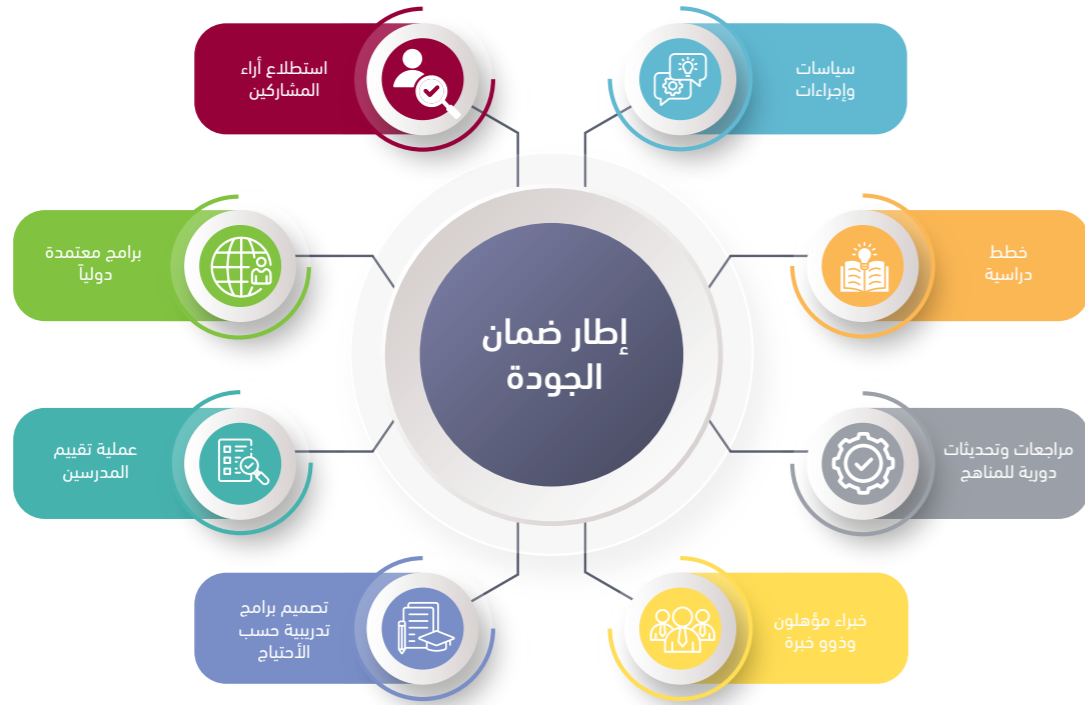 إطار ضمان
الجودة
سياسات
وإجراءات
خطط
دراسية
مراجعات وتحديثات
دورية للمناهج
خبراء مؤهلون
وذوو خبرة
تصميم برامج
تدريبية حسب
الأحتياج
عملية تقييم
المدرسين
برامج معتمدة
دولياً
استطلاع أراء
المشاركين